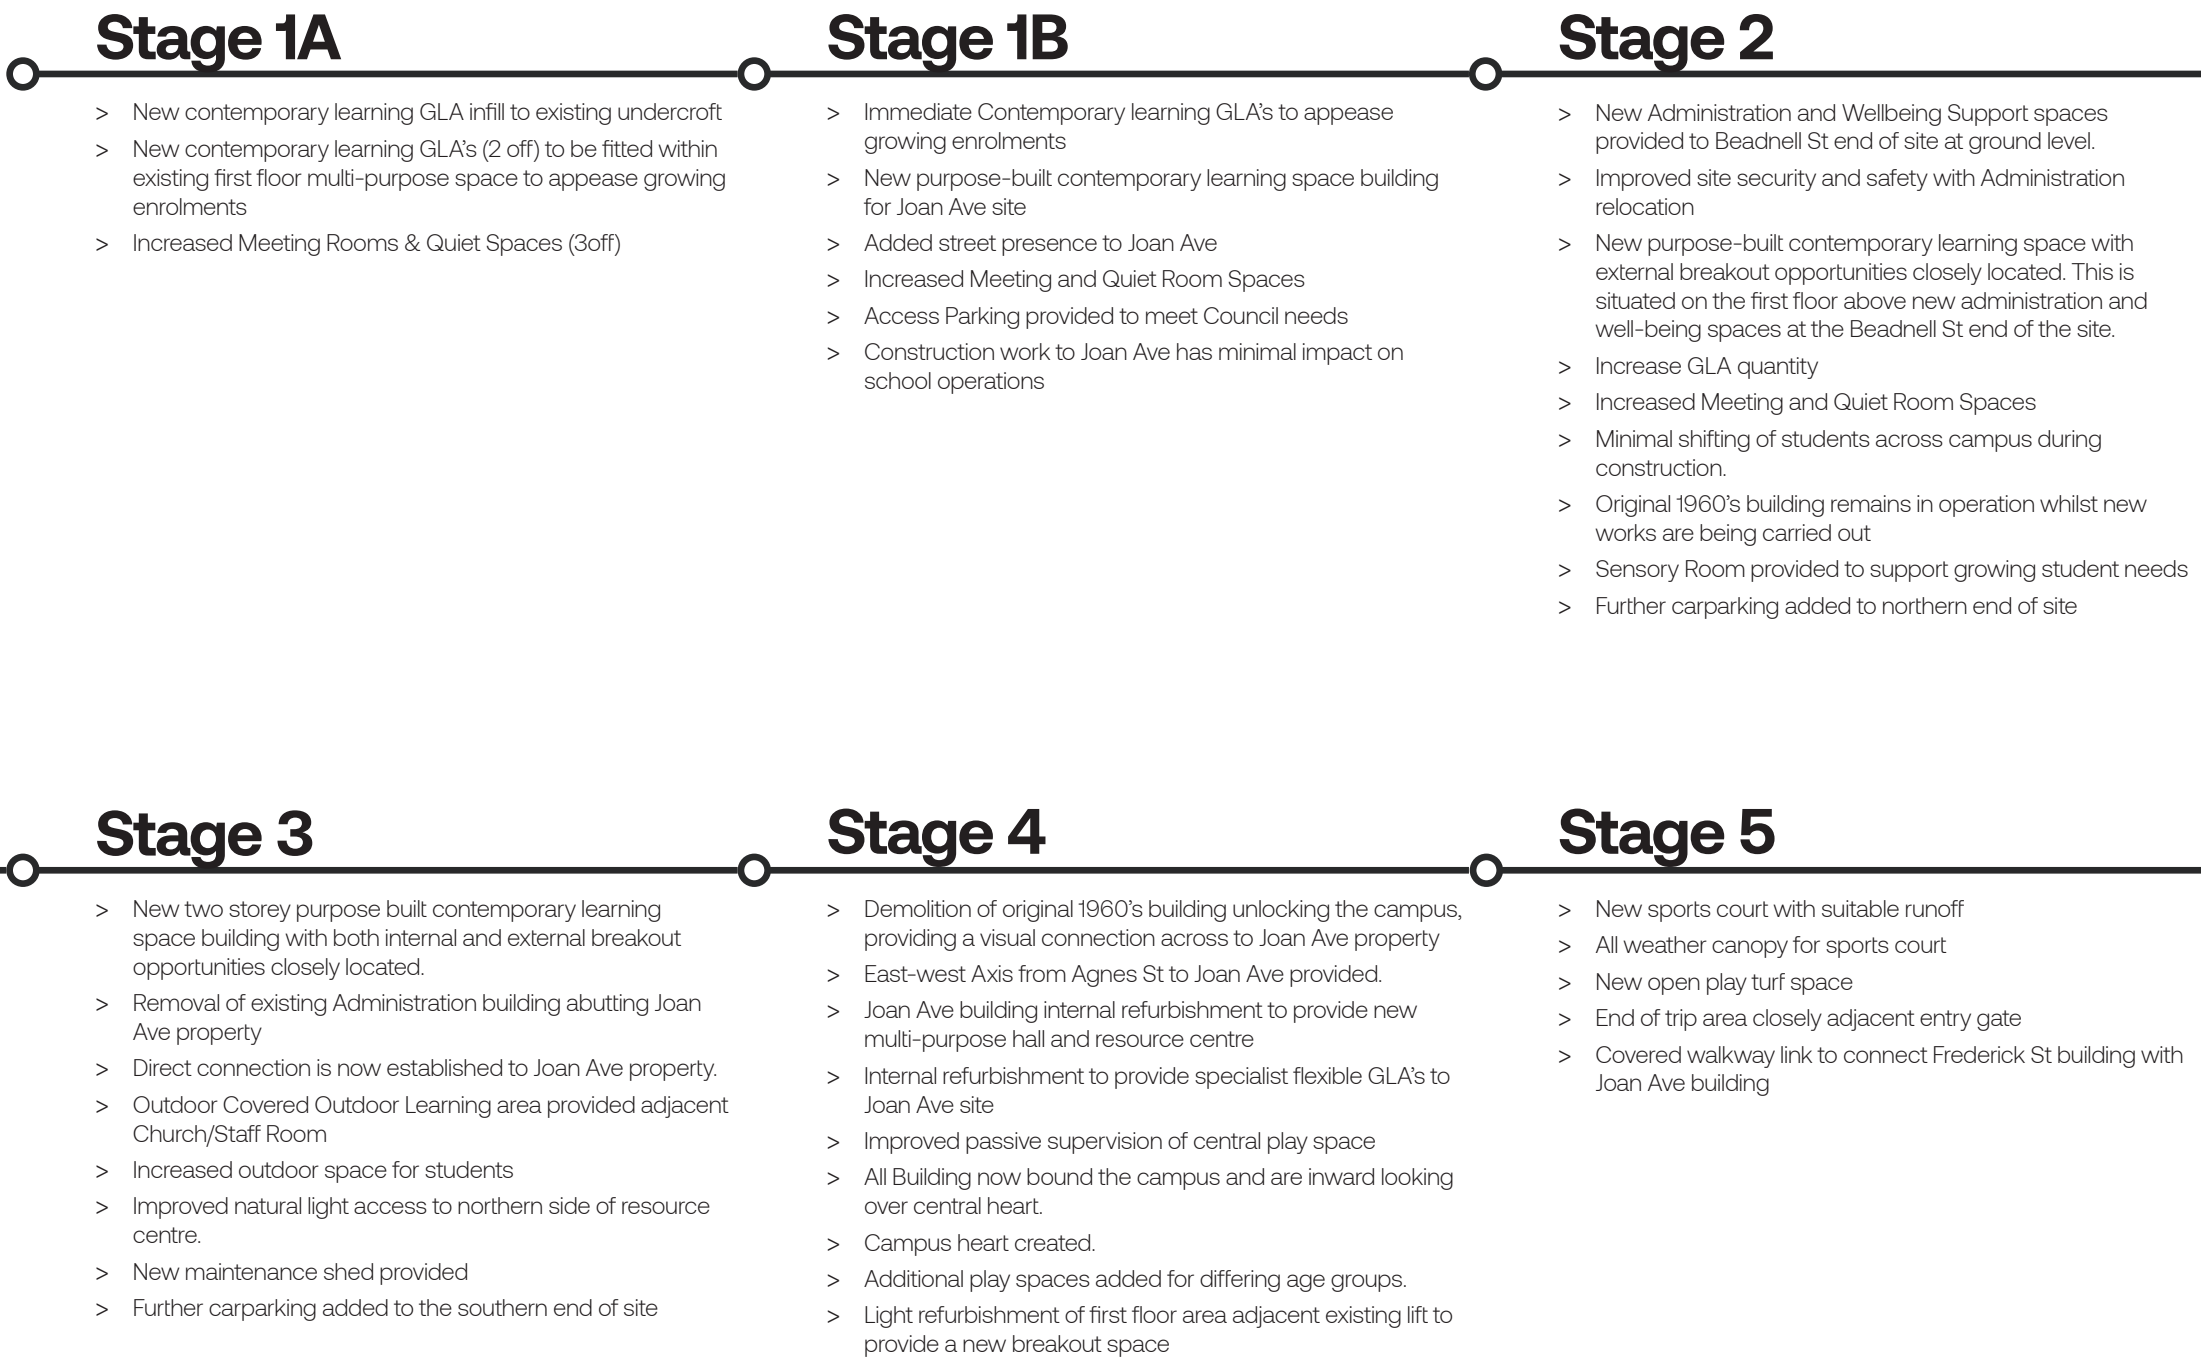 Stage 1A
> New contemporary learning GLA infill to existing undercroft
> New contemporary learning GLA's (2 off) to be fitted within
existing first floor multi-purpose space to appease growing
enrolments
> Increased Meeting Rooms & Quiet Spaces (3off)
Stage 1B
> Immediate Contemporary learning GLA's to appease
growing enrolments
> New purpose-built contemporary learning space building
for Joan Ave site
> Added street presence to Joan Ave
> Increased Meeting and Quiet Room Spaces
> Access Parking provided to meet Council needs
> Construction work to Joan Ave has minimal impact on
school operations
Stage 2
> New Administration and Wellbeing Support spaces
provided to Beadnell St end of site at ground level.
> Improved site security and safety with Administration
relocation
> New purpose-built contemporary learning space with
external breakout opportunities closely located. This is
situated on the first floor above new administration and
well-being spaces at the Beadnell St end of the site.
> Increase GLA quantity
> Increased Meeting and Quiet Room Spaces
> Minimal shifting of students across campus during
construction.
> Original 1960's building remains in operation whilst new
works are being carried out
> Sensory Room provided to support growing student needs
> Further carparking added to northern end of site
Stage 3
> New two storey purpose built contemporary learning
space building with both internal and external breakout
opportunities closely located.
> Removal of existing Administration building abutting Joan
Ave property
> Direct connection is now established to Joan Ave property.
> Outdoor Covered Outdoor Learning area provided adjacent
Church/Staff Room
> Increased outdoor space for students
> Improved natural light access to northern side of resource
centre.
> New maintenance shed provided
> Further carparking added to the southern end of site
Stage 4
> Demolition of original 1960's building unlocking the campus,
providing a visual connection across to Joan Ave property
> East-west Axis from Agnes St to Joan Ave provided.
> Joan Ave building internal refurbishment to provide new
multi-purpose hall and resource centre
> Internal refurbishment to provide specialist flexible GLA's to
Joan Ave site
> Improved passive supervision of central play space
> All Building now bound the campus and are inward looking
over central heart.
> Campus heart created.
> Additional play spaces added for differing age groups.
> Light refurbishment of first floor area adjacent existing lift to
provide a new breakout space
Stage 5
> New sports court with suitable runoff
> All weather canopy for sports court
> New open play turf space
> End of trip area closely adjacent entry gate
> Covered walkway link to connect Frederick St building with
Joan Ave building